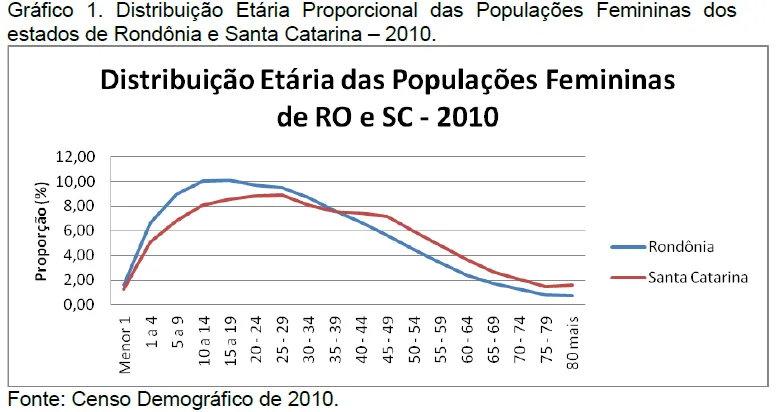 Gráfico 1. Distribuição Etária Proporcional das Populações Femininas dos
estados de Rondônia e Santa Catarina – 2010.
Distribuição Etária das Populações Femininas
de RO e SC - 2010
Proporção (%)
12,00
10,00
8,00
6,00
4,00
2,00
0,00
Menor 1
1 a 4
5 a 9
10 a 14
15 a 19
20 - 24
25 - 29
30 - 34
35 - 39
40 - 44
45 - 49
50 - 54
55 - 59
60 - 64
65 - 69
70 - 74
75 - 79
80 mais
Rondônia
Santa Catarina
Fonte: Censo Demográfico de 2010.